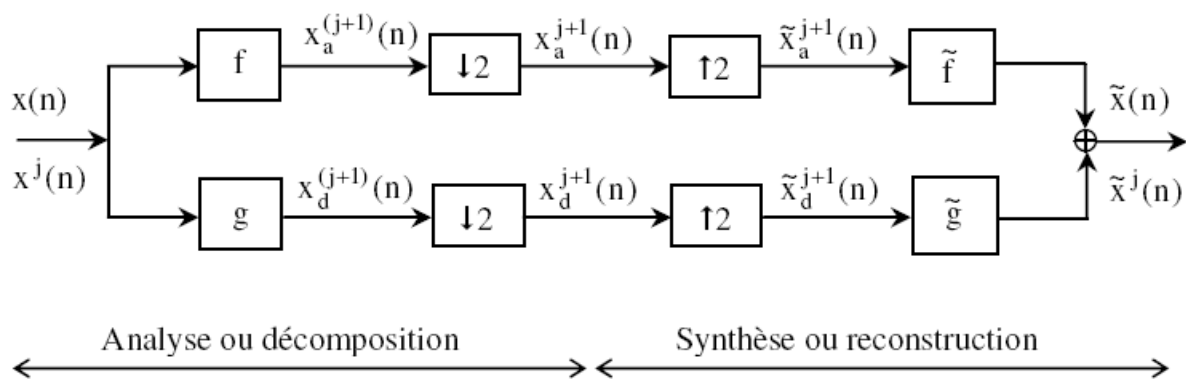 f x_a^{(j+1)}(n) ↓2 x_a^{j+1}(n) ↑2 x̃_a^{j+1}(n) f̃
x(n) x̃(n)
x^j(n) ⊕ x̃^j(n)
g x_d^{(j+1)}(n) ↓2 x_d^{j+1}(n) ↑2 x̃_d^{j+1}(n) g̃
Analyse ou décomposition Synthèse ou reconstruction